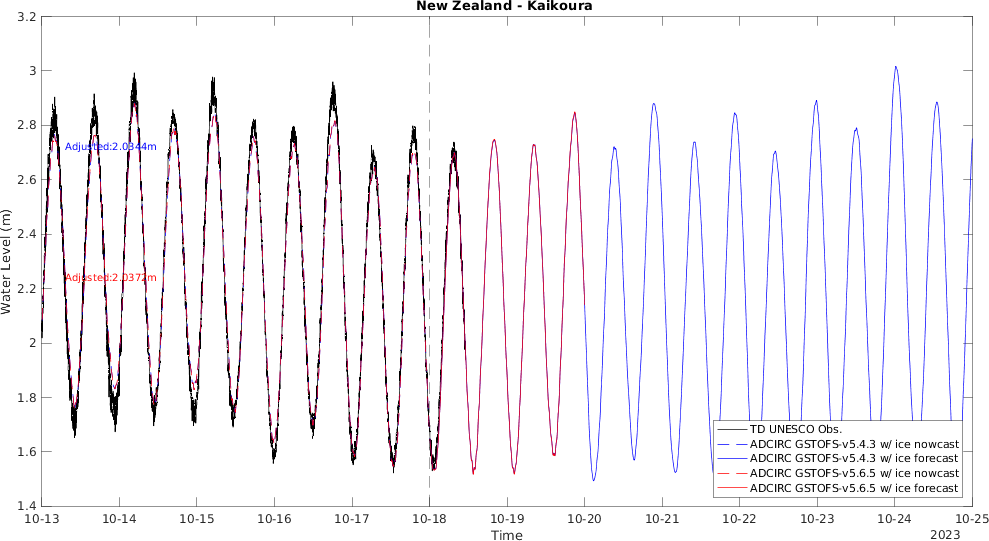 New Zealand - Kaikoura
3.2
3
2.8
2.6
2.4
2.2
2
1.8
1.6
1.4
Water Level (m)
Adjusted:2.0344m
Adjusted:2.0372m
TD UNESCO Obs.
ADCIRC GSTOFS-v5.4.3 w/ ice nowcast
ADCIRC GSTOFS-v5.4.3 w/ ice forecast
ADCIRC GSTOFS-v5.6.5 w/ ice nowcast
ADCIRC GSTOFS-v5.6.5 w/ ice forecast
10-13 10-14 10-15 10-16 10-17 10-18 10-19 10-20 10-21 10-22 10-23 10-24 10-25
Time
2023